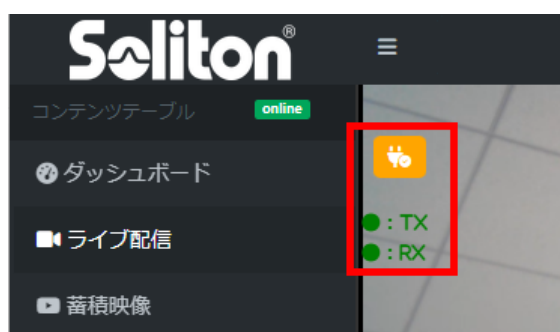 Soliton®
コンテンツテーブル online
ダッシュボード
ライブ配信
蓄積映像
: TX
: RX